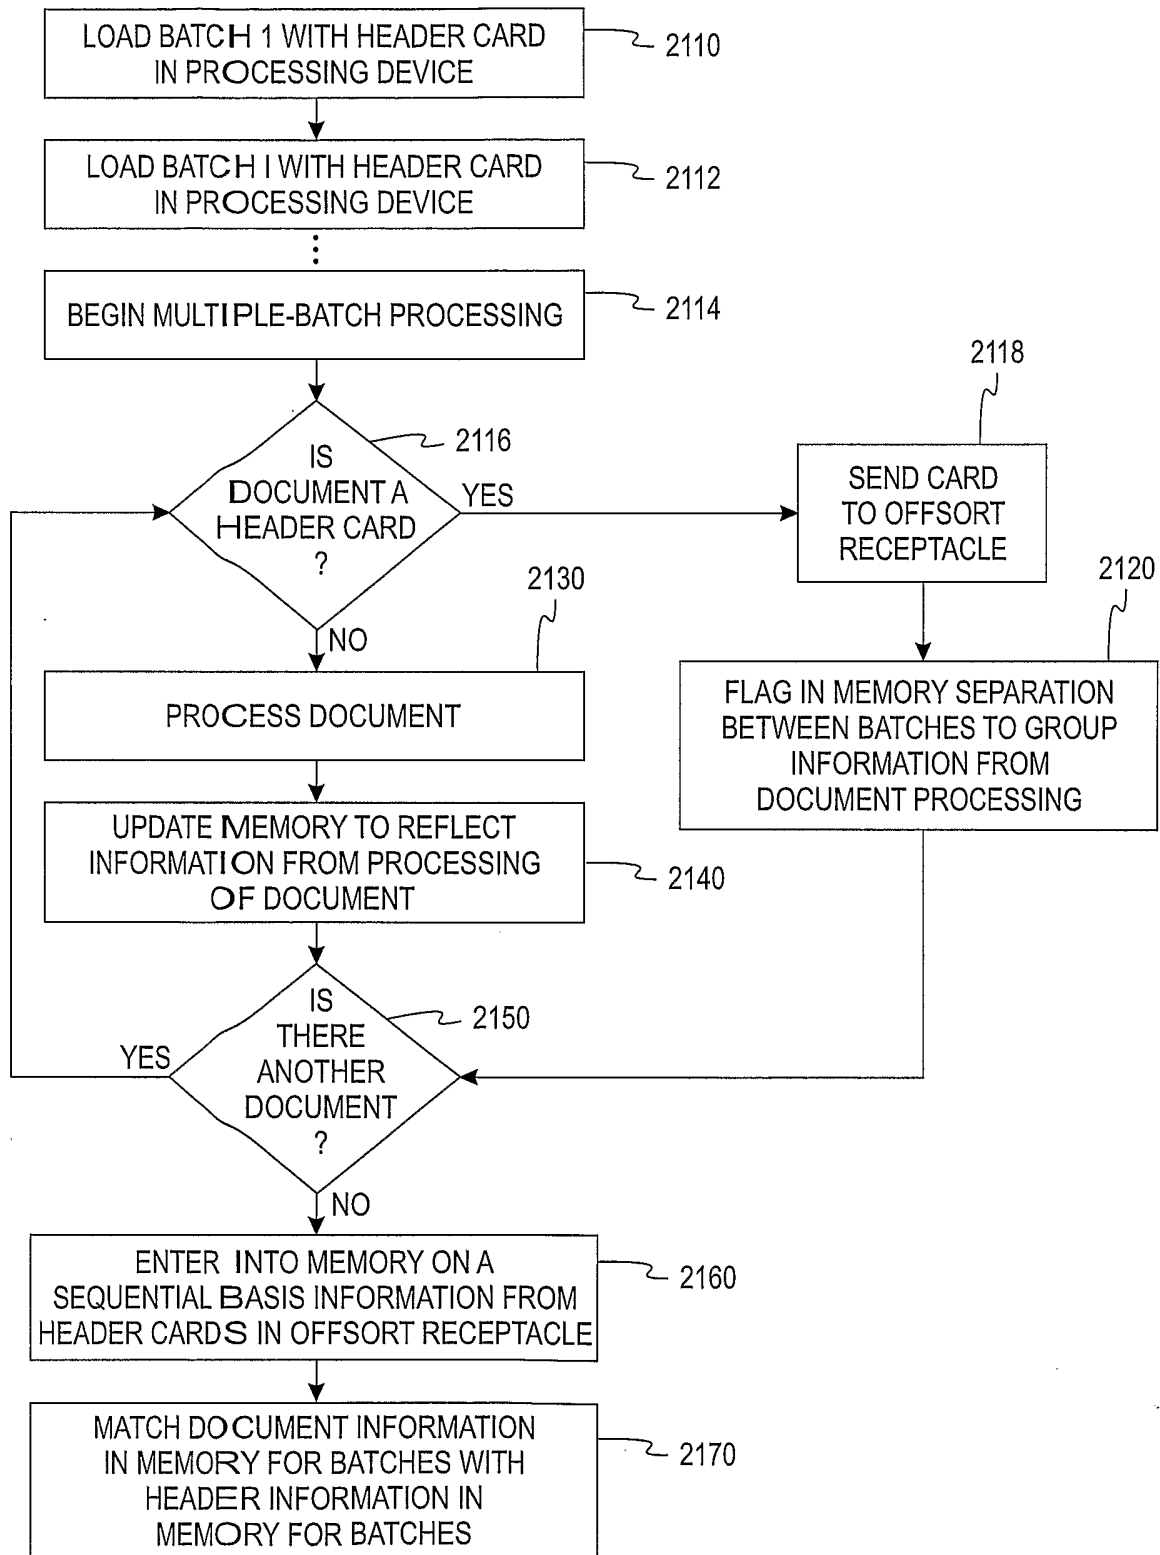 LOAD BATCH 1 WITH HEADER CARD
IN PROCESSING DEVICE
2110
LOAD BATCH I WITH HEADER CARD
IN PROCESSING DEVICE
2112
BEGIN MULTIPLE-BATCH PROCESSING
2114
2116
IS
DOCUMENT A
HEADER CARD
?
YES
NO
2118
SEND CARD
TO OFFSORT
RECEPTACLE
2120
FLAG IN MEMORY SEPARATION
BETWEEN BATCHES TO GROUP
INFORMATION FROM
DOCUMENT PROCESSING
2130
PROCESS DOCUMENT
UPDATE MEMORY TO REFLECT
INFORMATION FROM PROCESSING
OF DOCUMENT
2140
IS
THERE
ANOTHER
DOCUMENT
?
2150
YES
NO
ENTER INTO MEMORY ON A
SEQUENTIAL BASIS INFORMATION FROM
HEADER CARDS IN OFFSORT RECEPTACLE
2160
MATCH DOCUMENT INFORMATION
IN MEMORY FOR BATCHES WITH
HEADER INFORMATION IN
MEMORY FOR BATCHES
2170